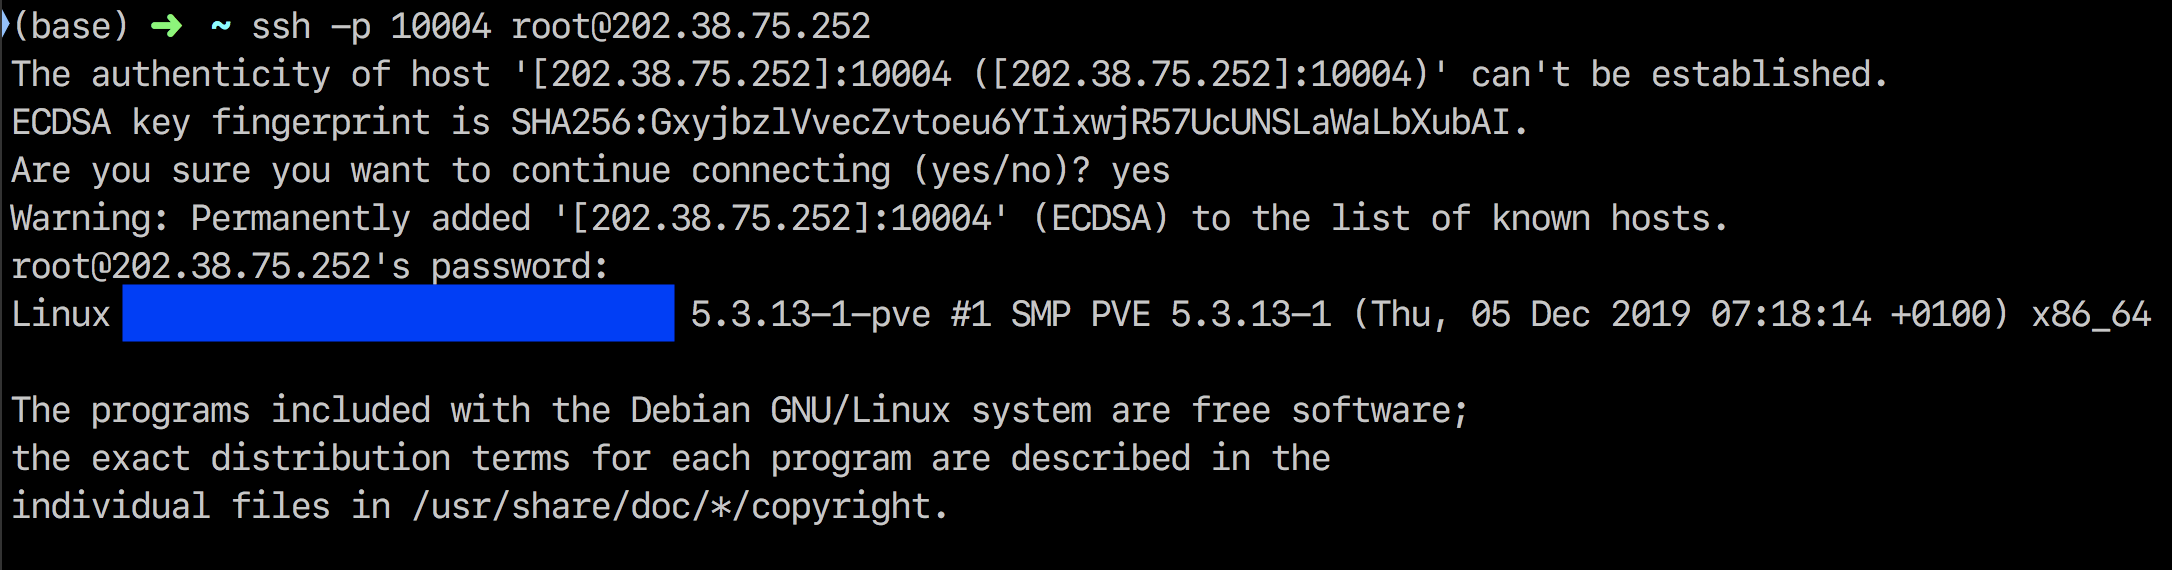 (base) ➜ ~ ssh -p 10004 root@202.38.75.252
The authenticity of host '[202.38.75.252]:10004 ([202.38.75.252]:10004)' can't be established.
ECDSA key fingerprint is SHA256:GxyjbzlVvecZvtoeu6YIixwjR57UcUNSLaWaLbXubAI.
Are you sure you want to continue connecting (yes/no)? yes
Warning: Permanently added '[202.38.75.252]:10004' (ECDSA) to the list of known hosts.
root@202.38.75.252's password:
Linux 5.3.13-1-pve #1 SMP PVE 5.3.13-1 (Thu, 05 Dec 2019 07:18:14 +0100) x86_64
The programs included with the Debian GNU/Linux system are free software;
the exact distribution terms for each program are described in the
individual files in /usr/share/doc/*/copyright.